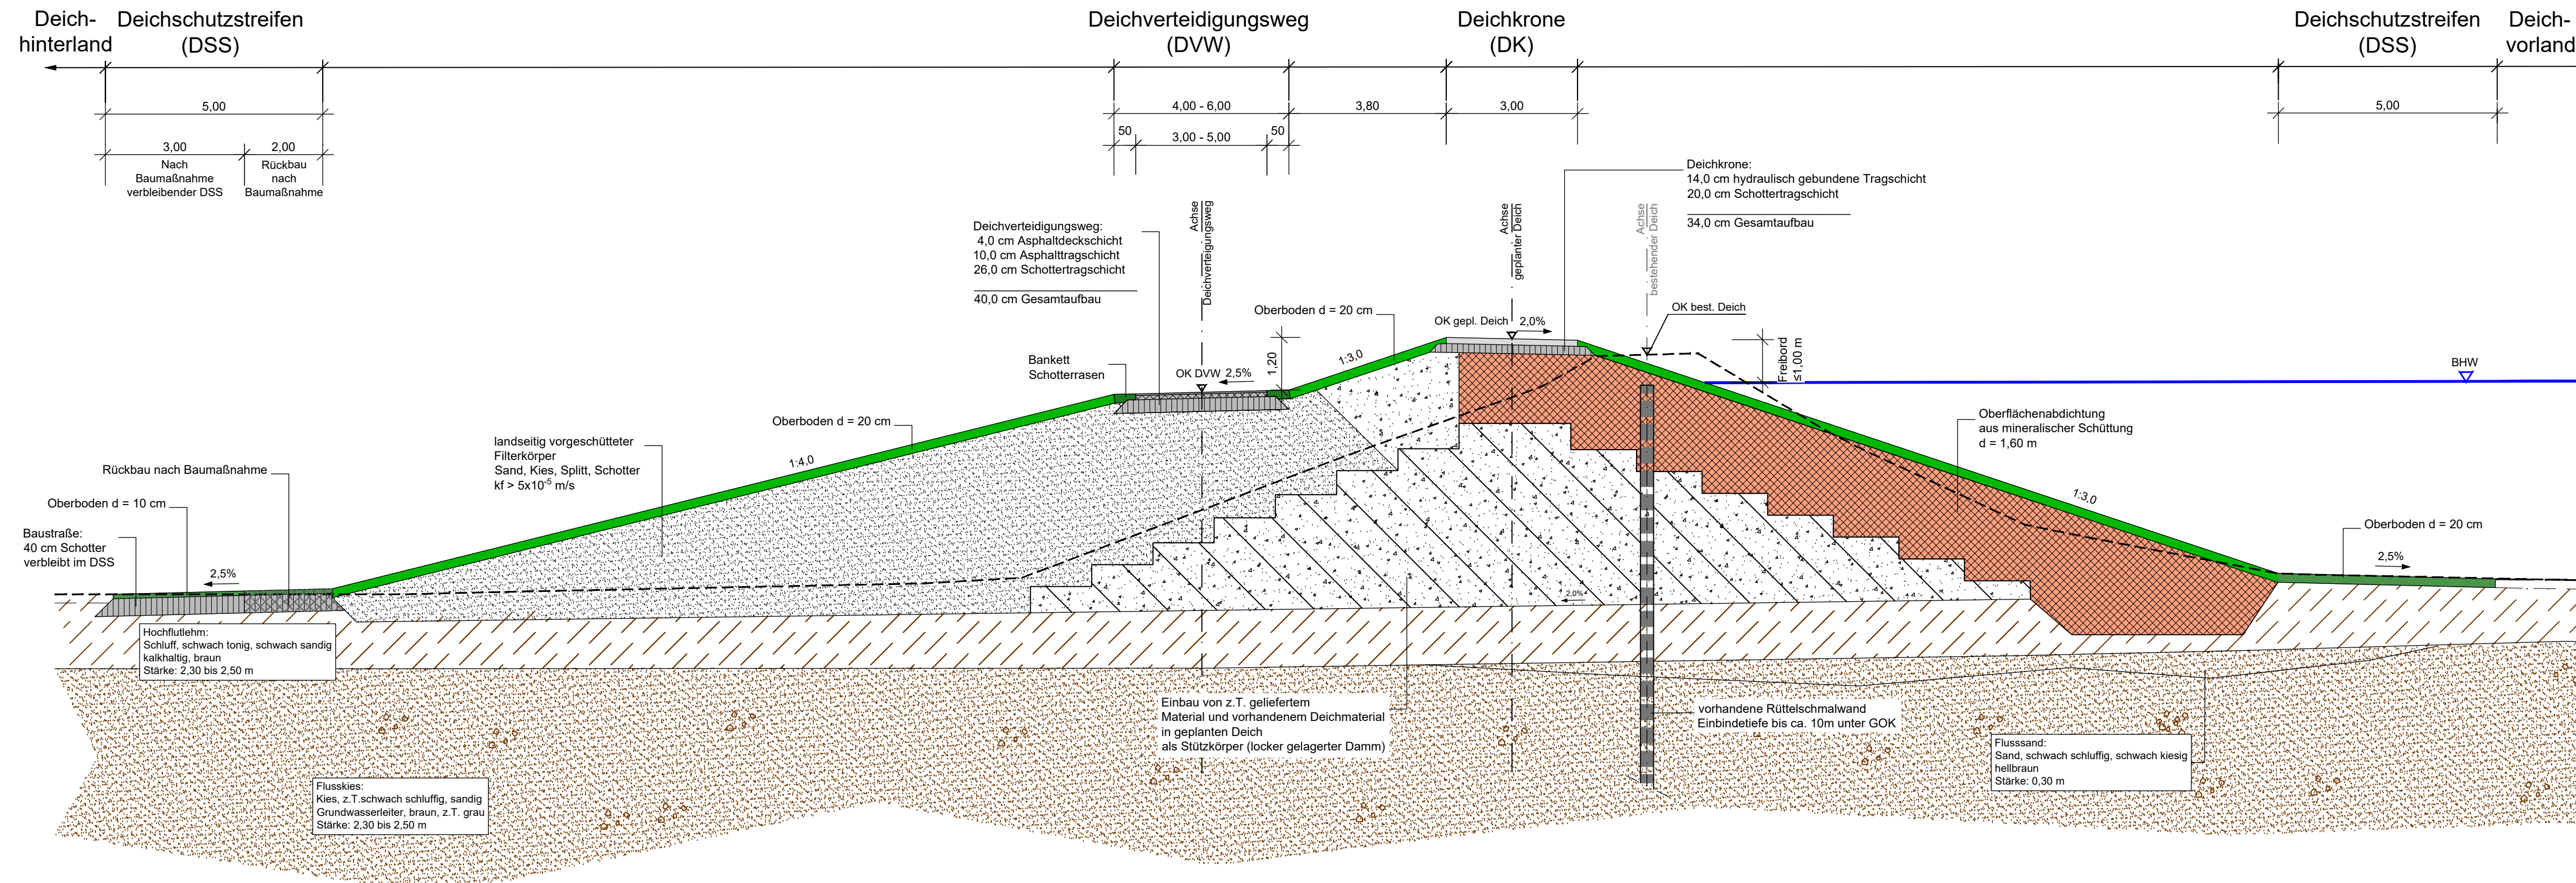 Deich-
hinterland
Deichschutzstreifen
(DSS)
Deichverteidigungsweg
(DVW)
Deichkrone
(DK)
Deichschutzstreifen
(DSS)
Deich-
vorland
5,00
4,00 - 6,00
3,80
3,00
5,00
50
3,00 - 5,00
50
3,00
2,00
Nach
Baumaßnahme
verbleibender DSS
Rückbau
nach
Baumaßnahme
Deichkrone:
14,0 cm hydraulisch gebundene Tragschicht
20,0 cm Schottertragschicht
34,0 cm Gesamtaufbau
Achse
Deichverteidigungsweg
Achse
geplanter Deich
Achse
bestehender Deich
Deichverteidigungsweg:
4,0 cm Asphaltdeckschicht
10,0 cm Asphalttragschicht
26,0 cm Schottertragschicht
40,0 cm Gesamtaufbau
Oberboden d = 20 cm
OK gepl. Deich
2,0%
OK best. Deich
1:3,0
1,20
Freibord
≤1,00 m
BHW
Bankett
Schotterrasen
OK DVW
2,5%
Oberboden d = 20 cm
1:4,0
landseitig vorgeschütteter
Filterkörper
Sand, Kies, Splitt, Schotter
kf > 5x10⁻⁵ m/s
Oberflächenabdichtung
aus mineralischer Schüttung
d = 1,60 m
1:3,0
Rückbau nach Baumaßnahme
Oberboden d = 10 cm
Baustraße:
40 cm Schotter
verbleibt im DSS
2,5%
Oberboden d = 20 cm
2,5%
2,0%
Hochflutlehm:
Schluff, schwach tonig, schwach sandig
kalkhaltig, braun
Stärke: 2,30 bis 2,50 m
Einbau von z.T. geliefertem
Material und vorhandenem Deichmaterial
in geplanten Deich
als Stützkörper (locker gelagerter Damm)
vorhandene Rüttelschmalwand
Einbindetiefe bis ca. 10m unter GOK
Flusssand:
Sand, schwach schluffig, schwach kiesig
hellbraun
Stärke: 0,30 m
Flusskies:
Kies, z.T.schwach schluffig, sandig
Grundwasserleiter, braun, z.T. grau
Stärke: 2,30 bis 2,50 m